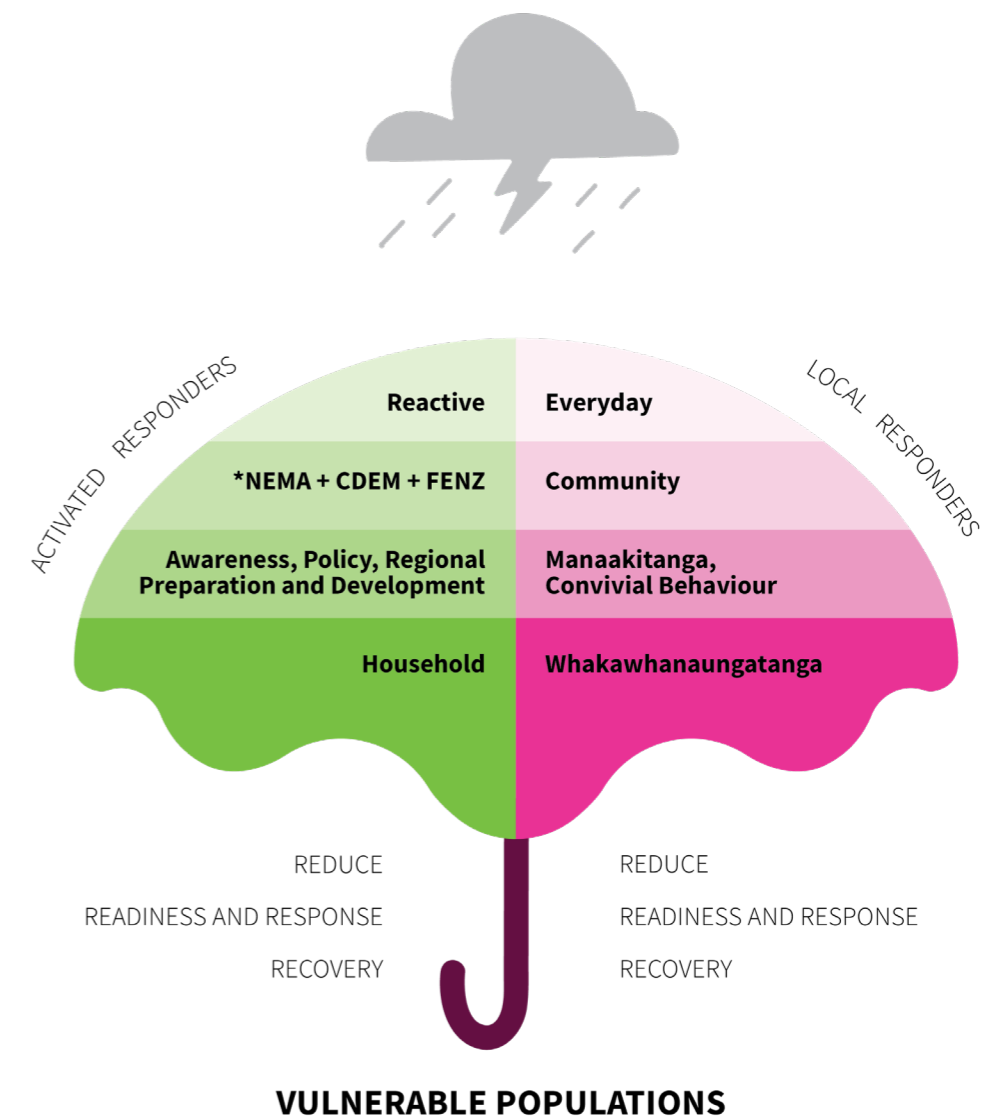 ACTIVATED RESPONDERS
LOCAL RESPONDERS
Reactive
Everyday
*NEMA + CDEM + FENZ
Community
Awareness, Policy, Regional
Preparation and Development
Manaakitanga,
Convivial Behaviour
Household
Whakawhanaungatanga
REDUCE
REDUCE
READINESS AND RESPONSE
READINESS AND RESPONSE
RECOVERY
RECOVERY
VULNERABLE POPULATIONS